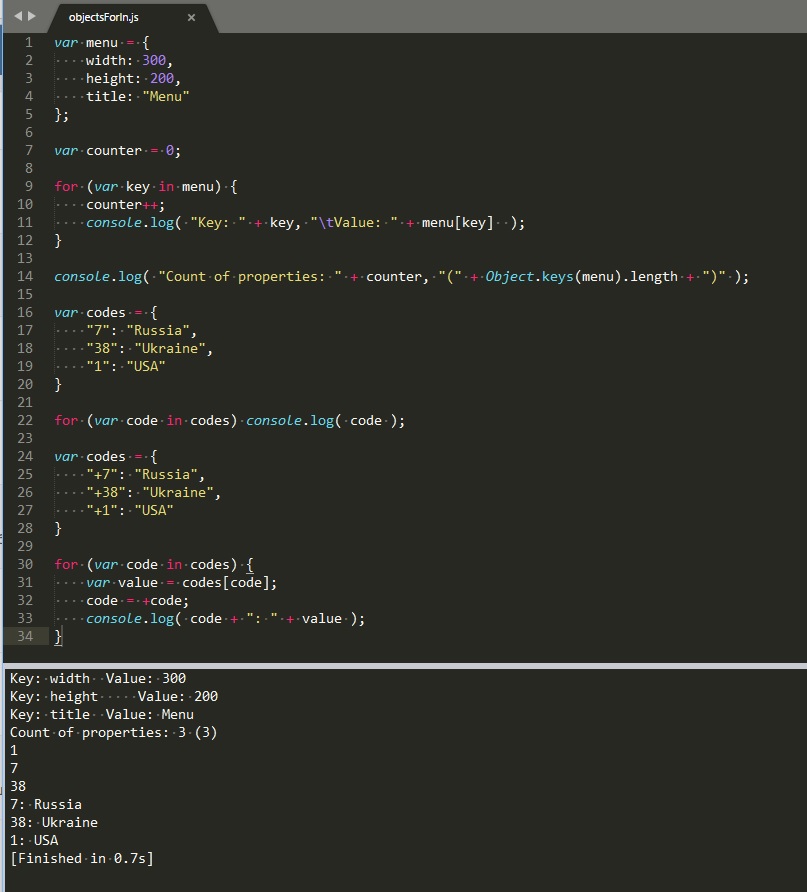 objectsForIn.js ×
1 var menu = {
2     width: 300,
3     height: 200,
4     title: "Menu"
5 };
6
7 var counter = 0;
8
9 for (var key in menu) {
10     counter++;
11     console.log( "Key: " + key, "\tValue: " + menu[key]  );
12 }
13
14 console.log( "Count of properties: " + counter, "(" + Object.keys(menu).length + ")" );
15
16 var codes = {
17     "7": "Russia",
18     "38": "Ukraine",
19     "1": "USA"
20 }
21
22 for (var code in codes) console.log( code );
23
24 var codes = {
25     "+7": "Russia",
26     "+38": "Ukraine",
27     "+1": "USA"
28 }
29
30 for (var code in codes) {
31     var value = codes[code];
32     code = +code;
33     console.log( code + ": " + value );
34 }
Key: width  Value: 300
Key: height     Value: 200
Key: title  Value: Menu
Count of properties: 3 (3)
1
7
38
7: Russia
38: Ukraine
1: USA
[Finished in 0.7s]